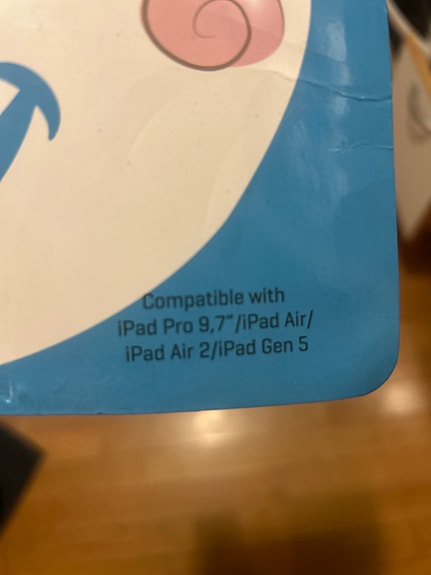 Compatible with
iPad Pro 9,7"/iPad Air/
iPad Air 2/iPad Gen 5